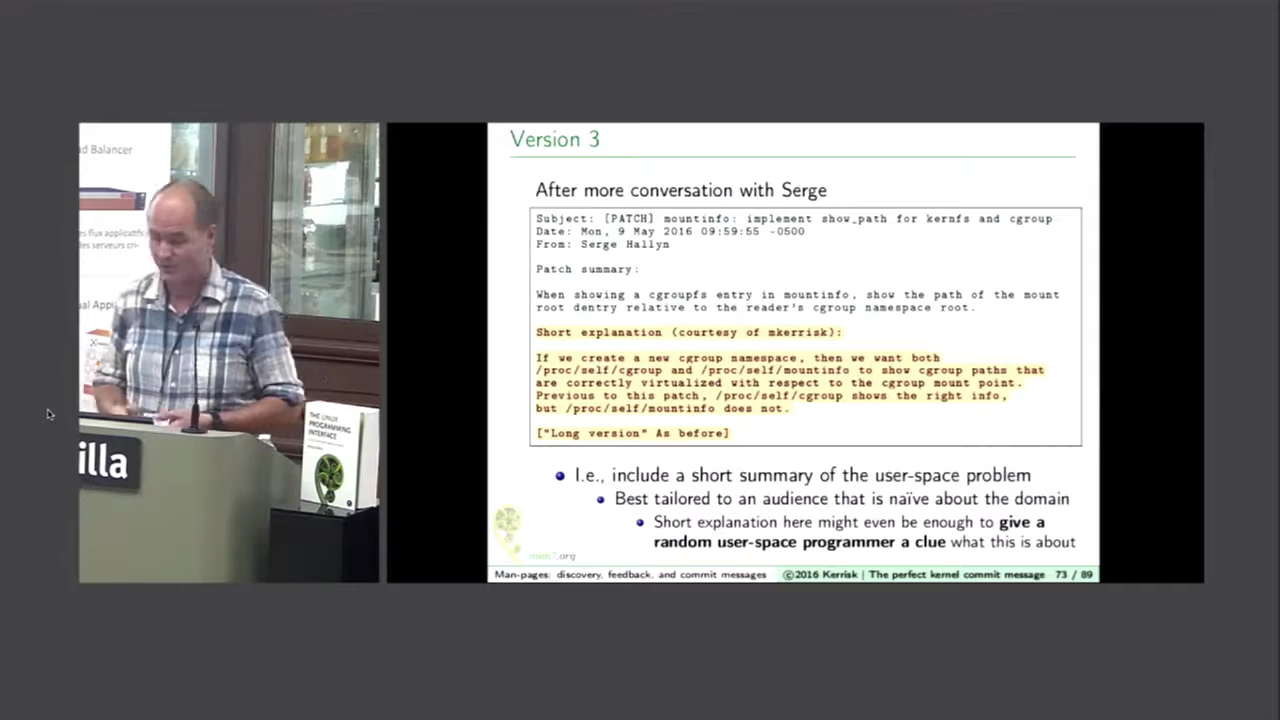 d Balancer
es flux applicatifs
des serveurs cri-
ual Appl
illa
THE LINUX
PROGRAMMING
INTERFACE
Version 3
After more conversation with Serge
Subject: [PATCH] mountinfo: implement show_path for kernfs and cgroup
Date: Mon, 9 May 2016 09:59:55 -0500
From: Serge Hallyn
Patch summary:
When showing a cgroupfs entry in mountinfo, show the path of the mount
root dentry relative to the reader's cgroup namespace root.
Short explanation (courtesy of mkerrisk):
If we create a new cgroup namespace, then we want both
/proc/self/cgroup and /proc/self/mountinfo to show cgroup paths that
are correctly virtualized with respect to the cgroup mount point.
Previous to this patch, /proc/self/cgroup shows the right info,
but /proc/self/mountinfo does not.
["Long version" As before]
I.e., include a short summary of the user-space problem
Best tailored to an audience that is naïve about the domain
Short explanation here might even be enough to give a
random user-space programmer a clue what this is about
man7.org
Man-pages: discovery, feedback, and commit messages ©2016 Kerrisk | The perfect kernel commit message 73 / 89